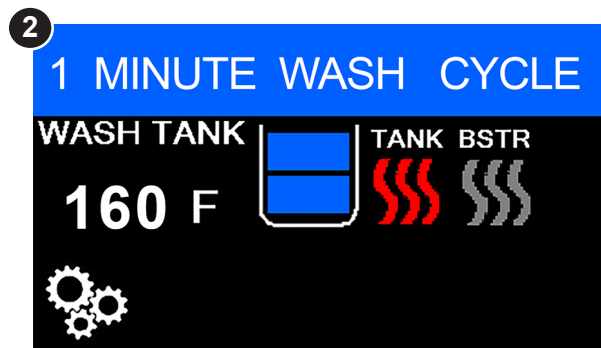 2
1 MINUTE WASH CYCLE
WASH TANK
TANK BSTR
160 F